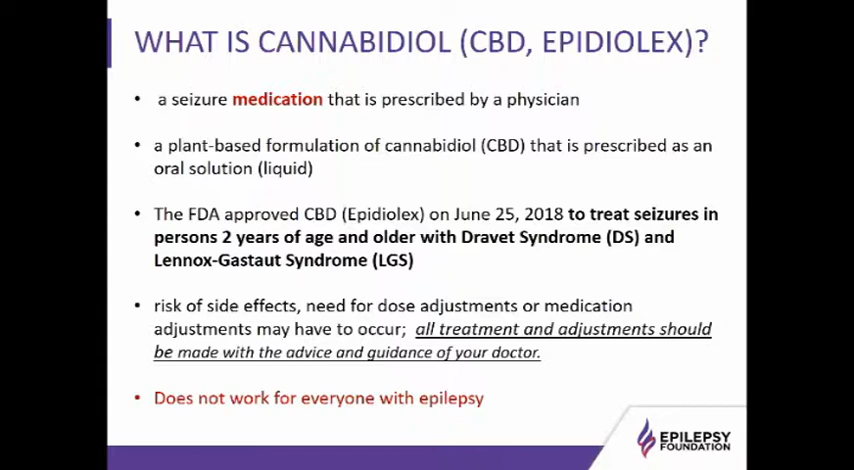 WHAT IS CANNABIDIOL (CBD, EPIDIOLEX)?
• a seizure medication that is prescribed by a physician
• a plant-based formulation of cannabidiol (CBD) that is prescribed as an
oral solution (liquid)
• The FDA approved CBD (Epidiolex) on June 25, 2018 to treat seizures in
persons 2 years of age and older with Dravet Syndrome (DS) and
Lennox-Gastaut Syndrome (LGS)
• risk of side effects, need for dose adjustments or medication
adjustments may have to occur; all treatment and adjustments should
be made with the advice and guidance of your doctor.
• Does not work for everyone with epilepsy
EPILEPSY
FOUNDATION